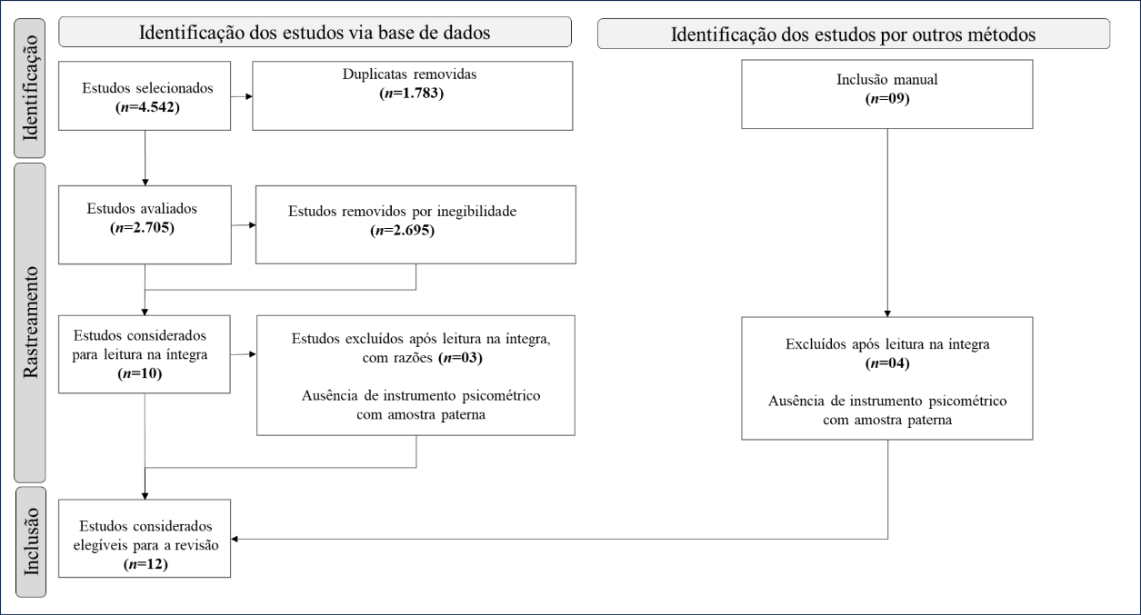 Identificação dos estudos via base de dados
Identificação dos estudos por outros métodos
Identificação
Estudos selecionados
(n=4.542)
Duplicatas removidas
(n=1.783)
Inclusão manual
(n=09)
Rastreamento
Estudos avaliados
(n=2.705)
Estudos removidos por inegibilidade
(n=2.695)
Estudos considerados
para leitura na íntegra
(n=10)
Estudos excluídos após leitura na íntegra,
com razões (n=03)
Ausência de instrumento psicométrico
com amostra paterna
Excluídos após leitura na íntegra
(n=04)
Ausência de instrumento psicométrico
com amostra paterna
Inclusão
Estudos considerados
elegíveis para a revisão
(n=12)